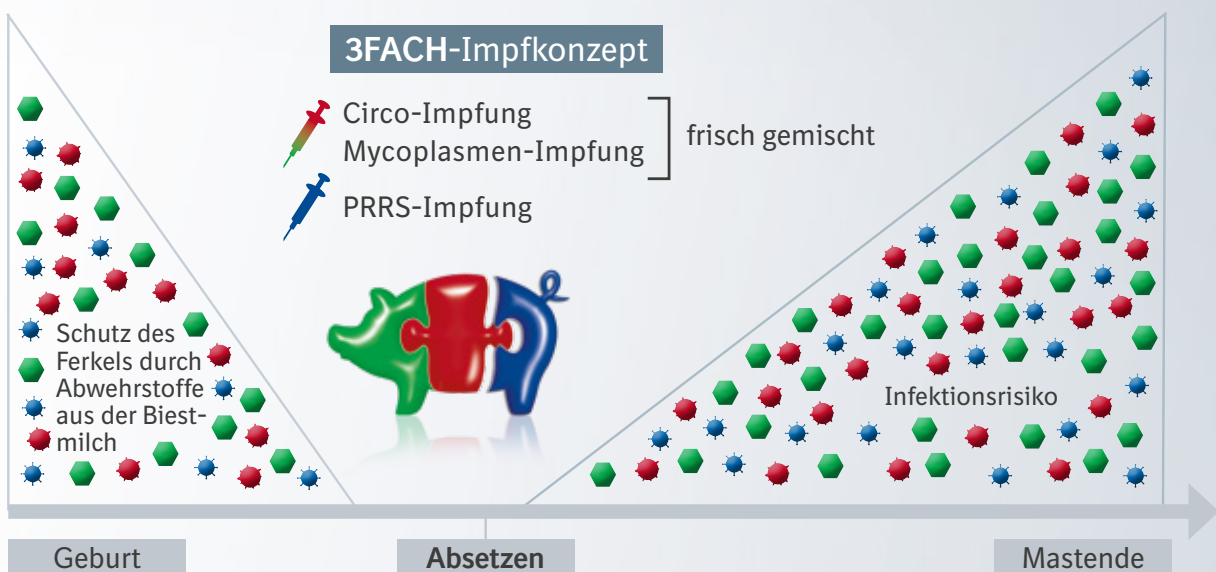 3FACH-Impfkonzept
Circo-Impfung
Mycoplasmen-Impfung
frisch gemischt
PRRS-Impfung
Schutz des
Ferkels durch
Abwehrstoffe
aus der Biest-
milch
Infektionsrisiko
Geburt
Absetzen
Mastende